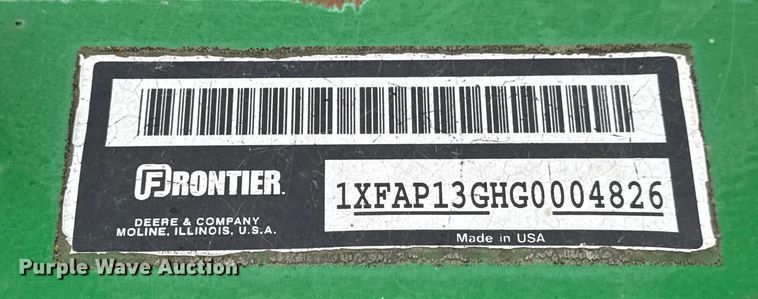 FRONTIER.
DEERE & COMPANY
MOLINE, ILLINOIS, U.S.A.
1XFAP13GHG0004826
Made in USA
Purple Wave Auction